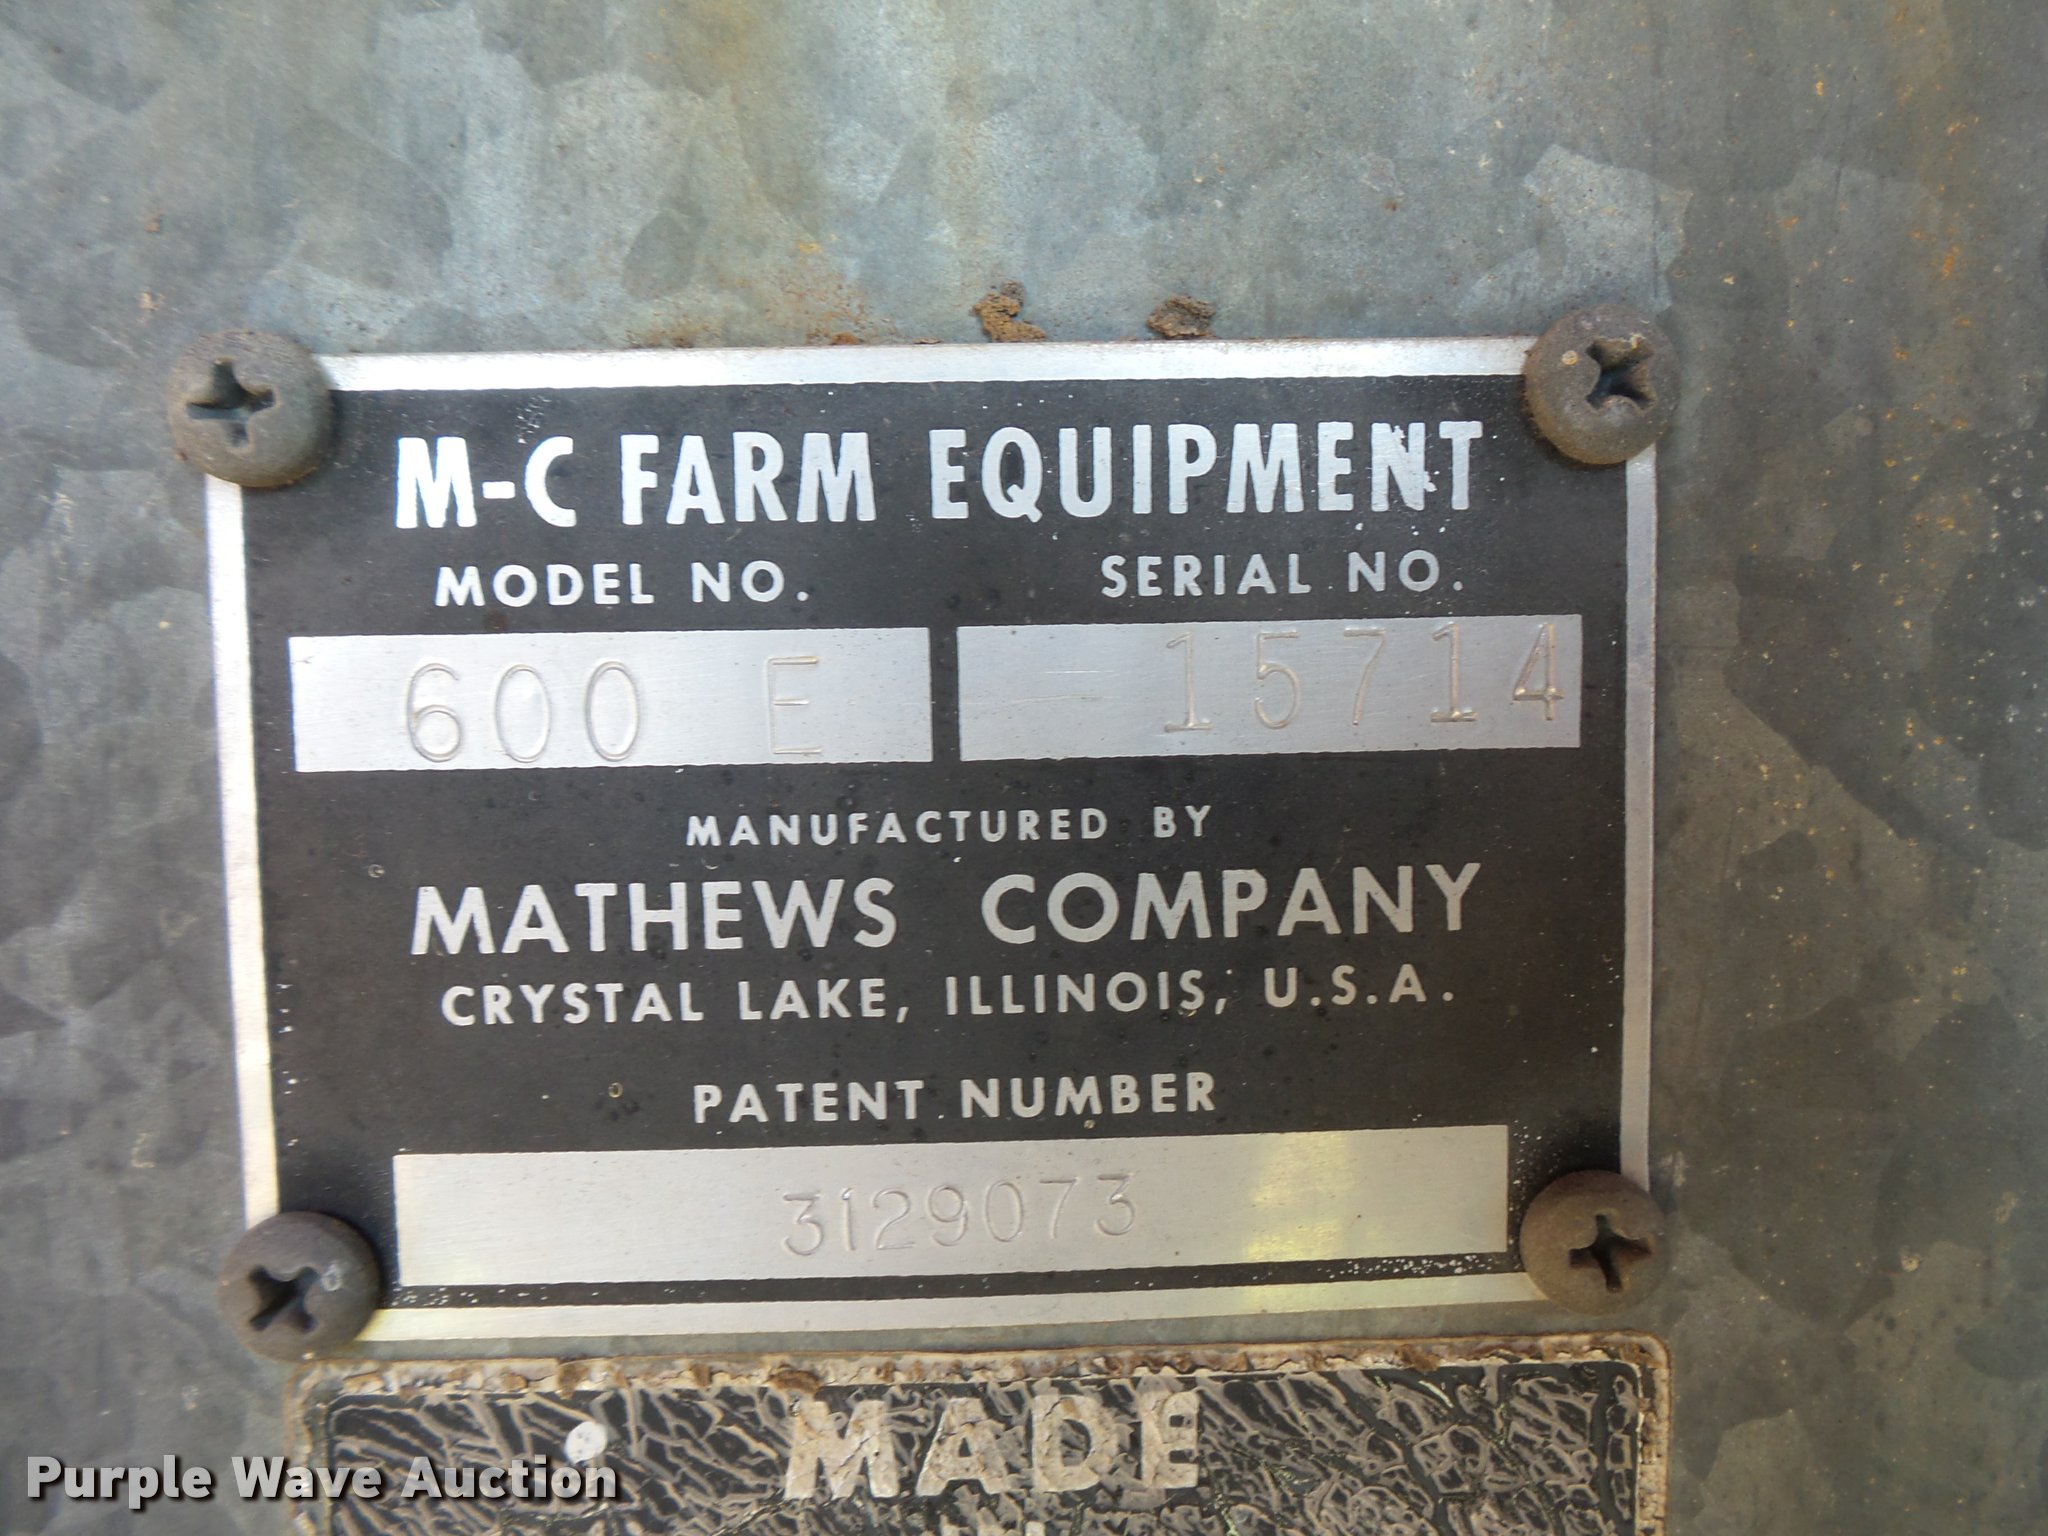 M-C FARM EQUIPMENT
MODEL NO. SERIAL NO.
600 E 15714
MANUFACTURED BY
MATHEWS COMPANY
CRYSTAL LAKE, ILLINOIS, U.S.A.
PATENT NUMBER
3129073
MADE
Purple Wave Auction